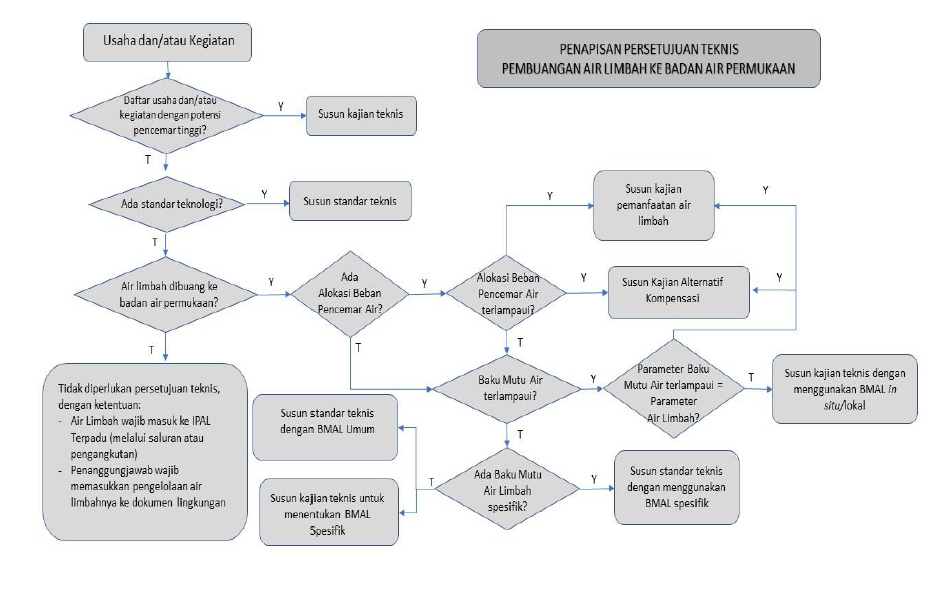 Usaha dan/atau Kegiatan
PENAPISAN PERSETUJUAN TEKNIS
PEMBUANGAN AIR LIMBAH KE BADAN AIR PERMUKAAN
Daftar usaha dan/atau
kegiatan dengan potensi
pencemar tinggi?
Y
Susun kajian teknis
T
Ada standar teknologi?
Y
Susun standar teknis
T
Air limbah dibuang ke
badan air permukaan?
Y
Ada
Alokasi Beban
Pencemar Air?
Y
Alokasi Beban
Pencemar Air
terlampaui?
Y
Susun kajian
pemanfaatan air
limbah
Y
Y
Susun Kajian Alternatif
Kompensasi
Y
T
T
T
Tidak diperlukan persetujuan teknis,
dengan ketentuan:
- Air Limbah wajib masuk ke IPAL
Terpadu (melalui saluran atau
pengangkutan)
- Penanggungjawab wajib
memasukkan pengelolaan air
limbahnya ke dokumen lingkungan
Baku Mutu Air
terlampaui?
Y
Parameter Baku
Mutu Air terlampaui =
Parameter
Air Limbah?
T
Susun kajian teknis dengan
menggunakan BMAL in
situ/lokal
T
Susun standar teknis
dengan BMAL Umum
Ada Baku Mutu
Air Limbah
spesifik?
T
Y
Susun standar teknis
dengan menggunakan
BMAL spesifik
Susun kajiian teknis untuk
menentukan BMAL
Spesifik